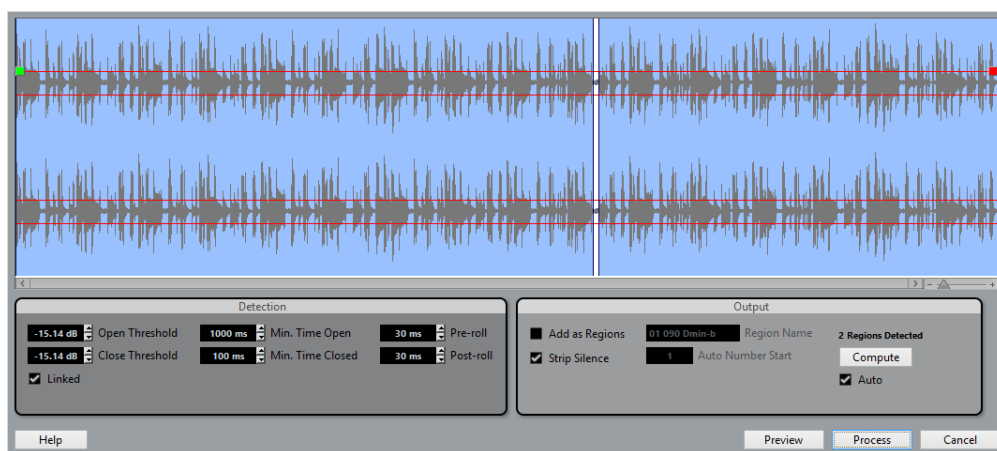 Detection
-15.14 dB Open Threshold 1000 ms Min. Time Open 30 ms Pre-roll
-15.14 dB Close Threshold 100 ms Min. Time Closed 30 ms Post-roll
Linked
Output
Add as Regions 01 090 Dmin-b Region Name 2 Regions Detected
Strip Silence 1 Auto Number Start Compute
Auto
Help Preview Process Cancel